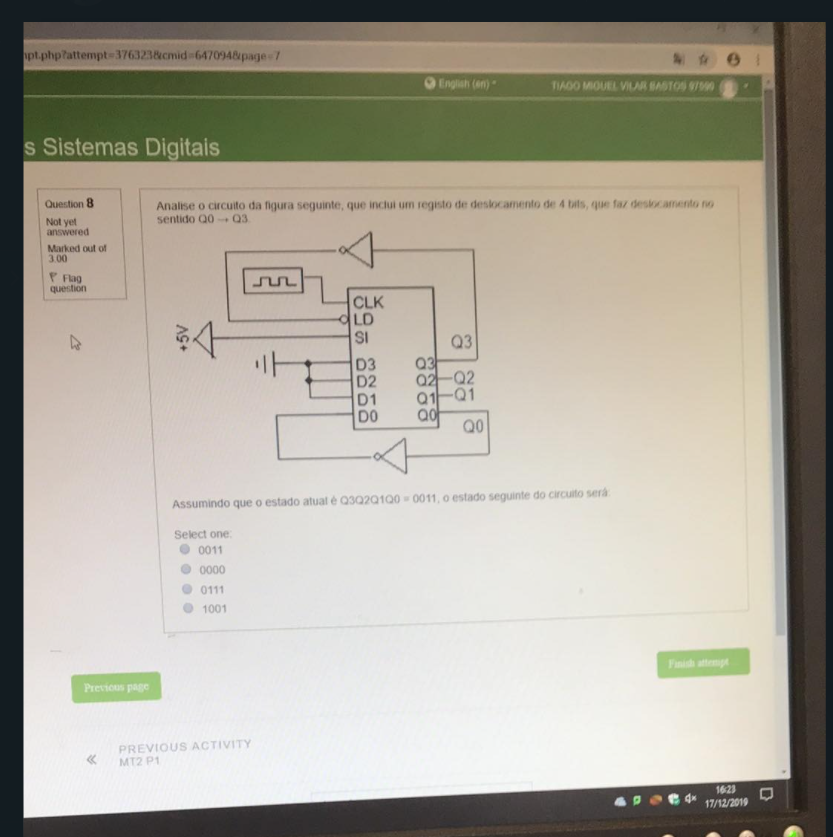 npt.php?attempt=376323&cmid=647094&page=7
English (en)
TIAGO MIGUEL VILAR BASTOS
s Sistemas Digitais
Question 8
Not yet
answered
Marked out of
3.00
Flag
question
Analise o circuito da figura seguinte, que inclui um registo de deslocamento de 4 bits, que faz deslocamento no
sentido Q0 → Q3.
CLK
LD
SI
+5V
Q3
D3 Q3
D2 Q2 Q2
D1 Q1 Q1
D0 Q0
Q0
Assumindo que o estado atual é Q3Q2Q1Q0 = 0011, o estado seguinte do circuito será:
Select one:
0011
0000
0111
1001
Finish attempt
Previous page
PREVIOUS ACTIVITY
MT2 P1
16:23
17/12/2019